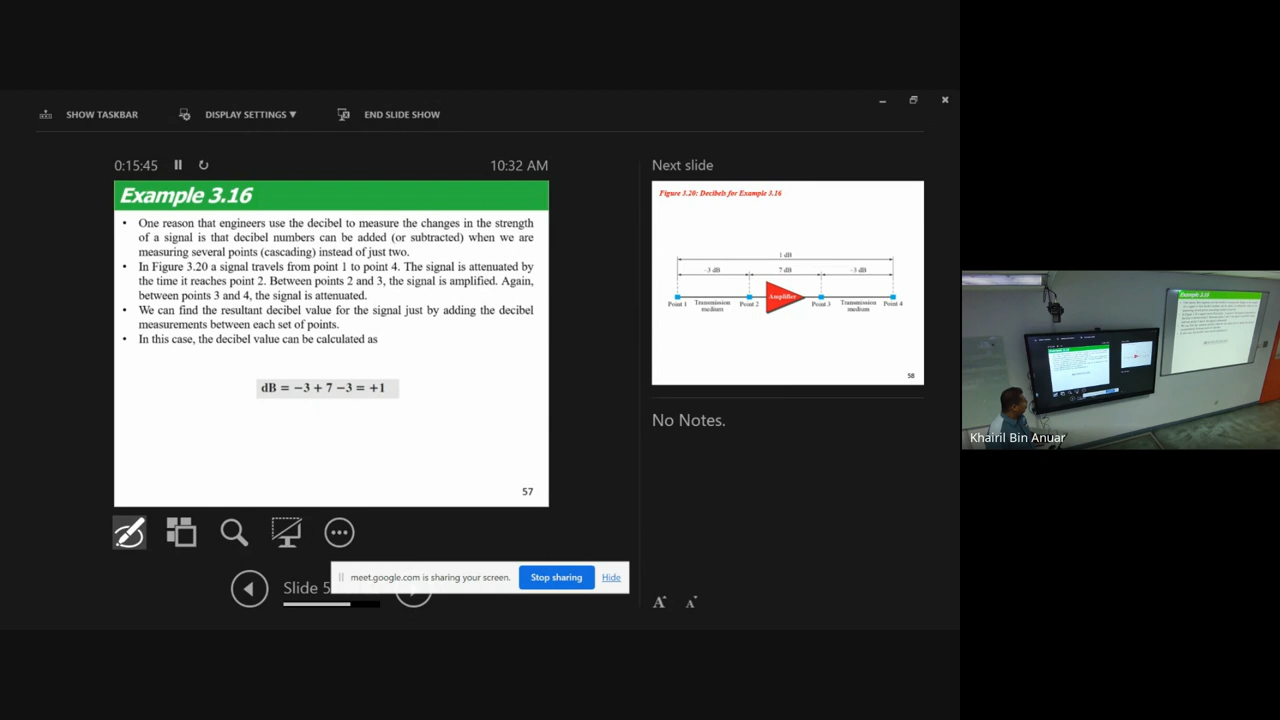 SHOW TASKBAR
DISPLAY SETTINGS ▼
END SLIDE SHOW
0:15:45
10:32 AM
Example 3.16
• One reason that engineers use the decibel to measure the changes in the strength
of a signal is that decibel numbers can be added (or subtracted) when we are
measuring several points (cascading) instead of just two.
• In Figure 3.20 a signal travels from point 1 to point 4. The signal is attenuated by
the time it reaches point 2. Between points 2 and 3, the signal is amplified. Again,
between points 3 and 4, the signal is attenuated.
• We can find the resultant decibel value for the signal just by adding the decibel
measurements between each set of points.
• In this case, the decibel value can be calculated as
dB = −3 + 7 −3 = +1
57
Slide 5
meet.google.com is sharing your screen.
Stop sharing
Hide
Next slide
Figure 3.20: Decibels for Example 3.16
1 dB
−3 dB
7 dB
−3 dB
Amplifier
Point 1
Transmission
medium
Point 2
Point 3
Transmission
medium
Point 4
58
No Notes.
A
A
Example 3.16
Khairil Bin Anuar